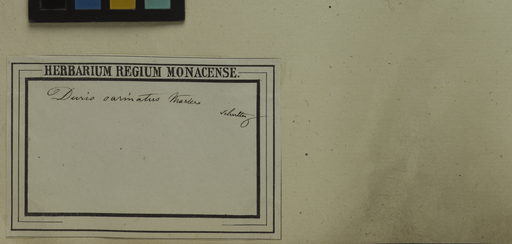 HERBARIUM REGIUM MONACENSE.
Durio carinatus Masters